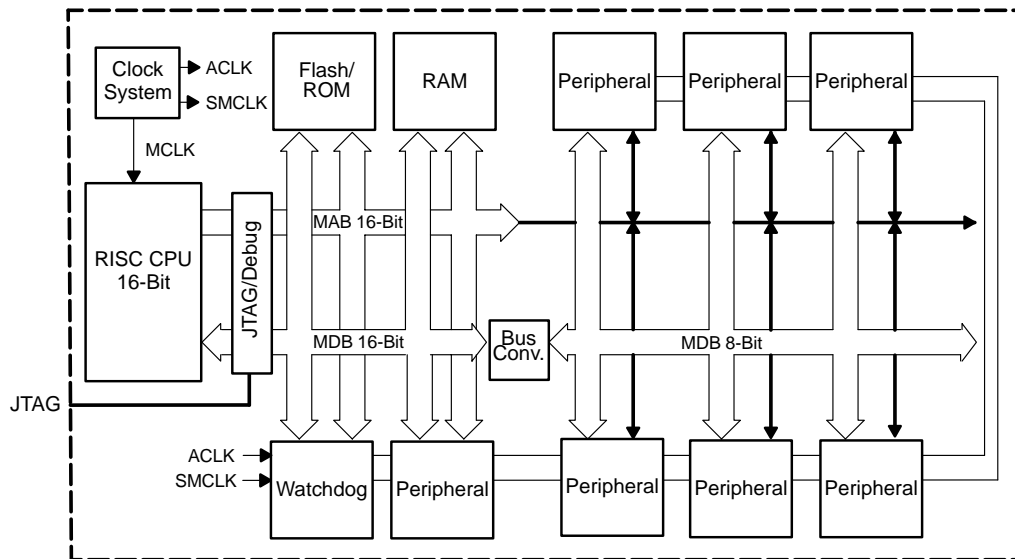 Clock
System
ACLK
SMCLK
Flash/
ROM
RAM
Peripheral
Peripheral
Peripheral
MCLK
RISC CPU
16-Bit
JTAG/Debug
MAB 16-Bit
MDB 16-Bit
Bus
Conv.
MDB 8-Bit
JTAG
ACLK
SMCLK
Watchdog
Peripheral
Peripheral
Peripheral
Peripheral